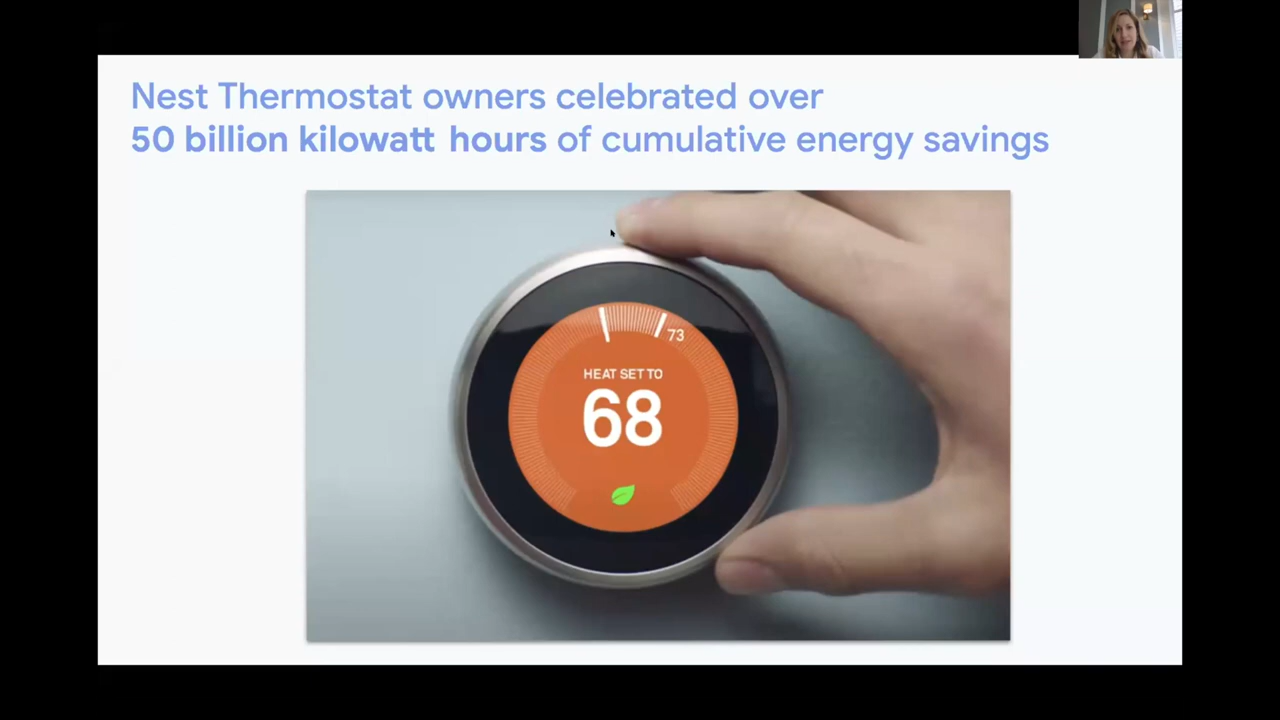 Nest Thermostat owners celebrated over
50 billion kilowatt hours of cumulative energy savings
73
HEAT SET TO
68